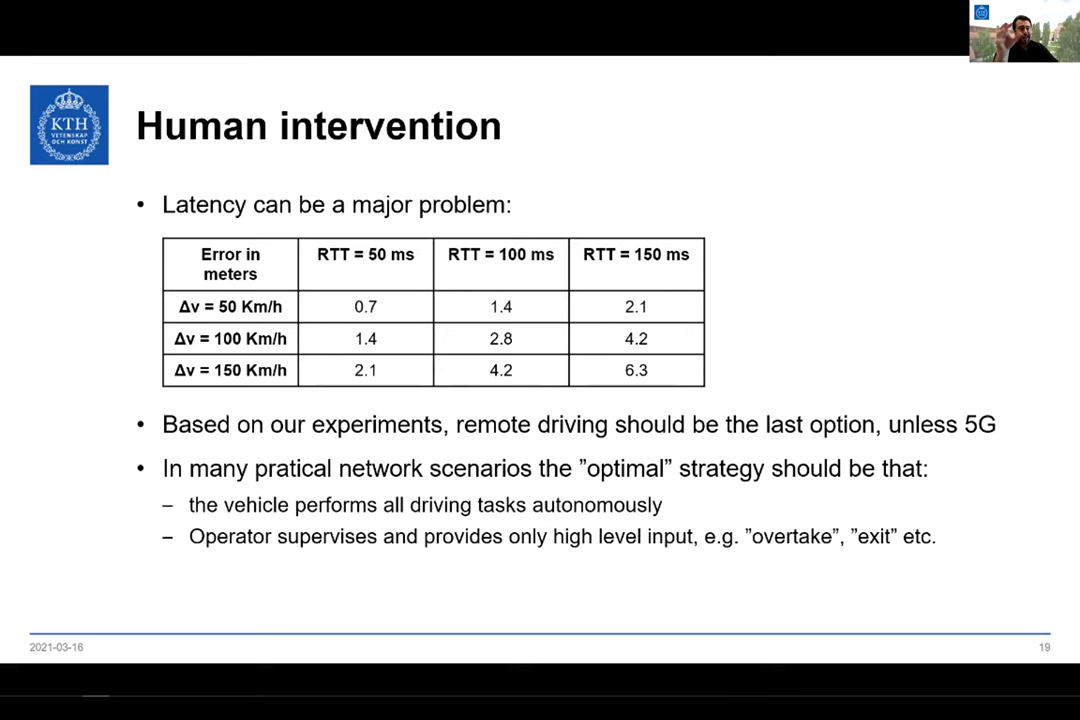 KTH
VETENSKAP
OCH KONST
Human intervention
• Latency can be a major problem:
Error in meters RTT = 50 ms RTT = 100 ms RTT = 150 ms
Δv = 50 Km/h 0.7 1.4 2.1
Δv = 100 Km/h 1.4 2.8 4.2
Δv = 150 Km/h 2.1 4.2 6.3
• Based on our experiments, remote driving should be the last option, unless 5G
• In many pratical network scenarios the ”optimal” strategy should be that:
– the vehicle performs all driving tasks autonomously
– Operator supervises and provides only high level input, e.g. ”overtake”, ”exit” etc.
2021-03-16
19